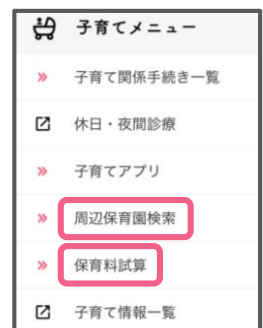 子育てメニュー
子育て関係手続き一覧
休日・夜間診療
子育てアプリ
周辺保育園検索
保育料試算
子育て情報一覧